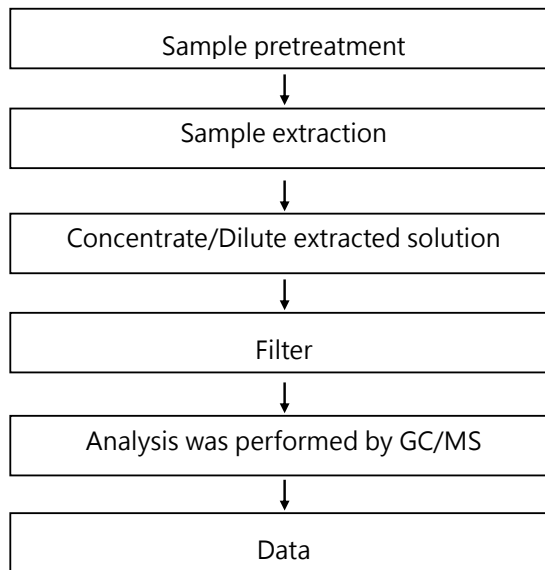 Sample pretreatment
Sample extraction
Concentrate/Dilute extracted solution
Filter
Analysis was performed by GC/MS
Data